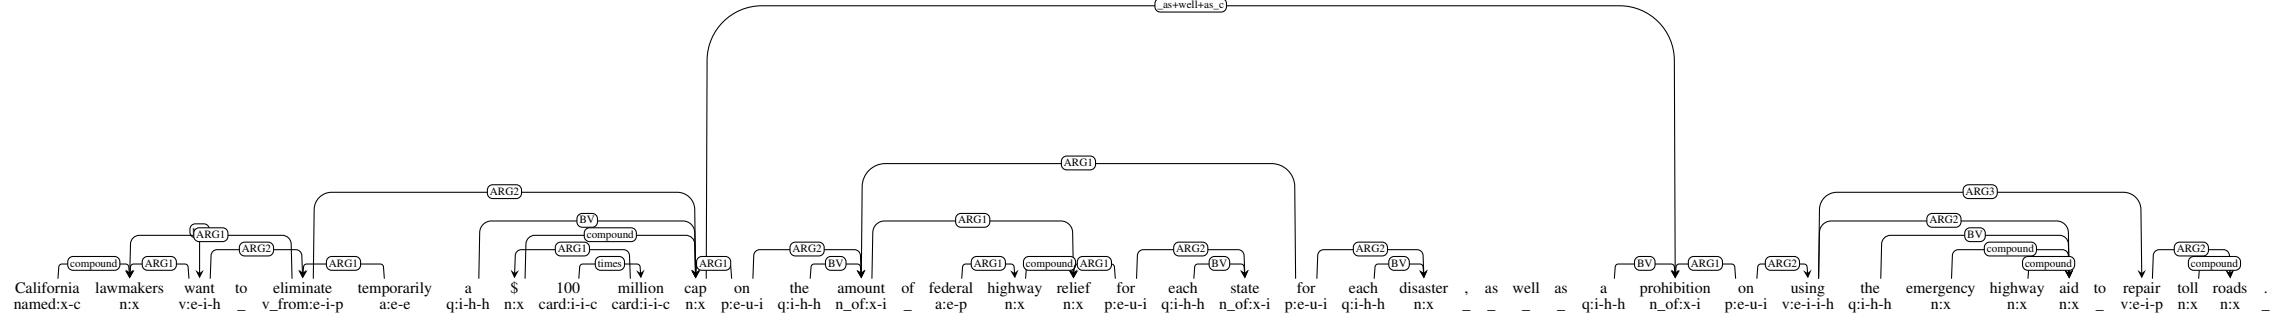 _as+well+as_c
ARG1
ARG2 ARG3
BV ARG1 ARG2
ARG1 compound BV
ARG2 ARG1 ARG2 ARG2 ARG2 compound ARG2
compound ARG1 ARG1 times ARG1 BV ARG1 compound ARG1 BV BV BV ARG1 ARG2 compound compound
California lawmakers want to eliminate temporarily a $ 100 million cap on the amount of federal highway relief for each state for each disaster , as well as a prohibition on using the emergency highway aid to repair toll roads .
named:x-c n:x v:e-i-h _ v_from:e-i-p a:e-e q:i-h-h n:x card:i-i-c card:i-i-c n:x p:e-u-i q:i-h-h n_of:x-i _ a:e-p n:x n:x p:e-u-i q:i-h-h n_of:x-i p:e-u-i q:i-h-h n:x _ _ _ _ q:i-h-h n_of:x-i p:e-u-i v:e-i-i-h q:i-h-h n:x n:x n:x _ v:e-i-p n:x n:x _